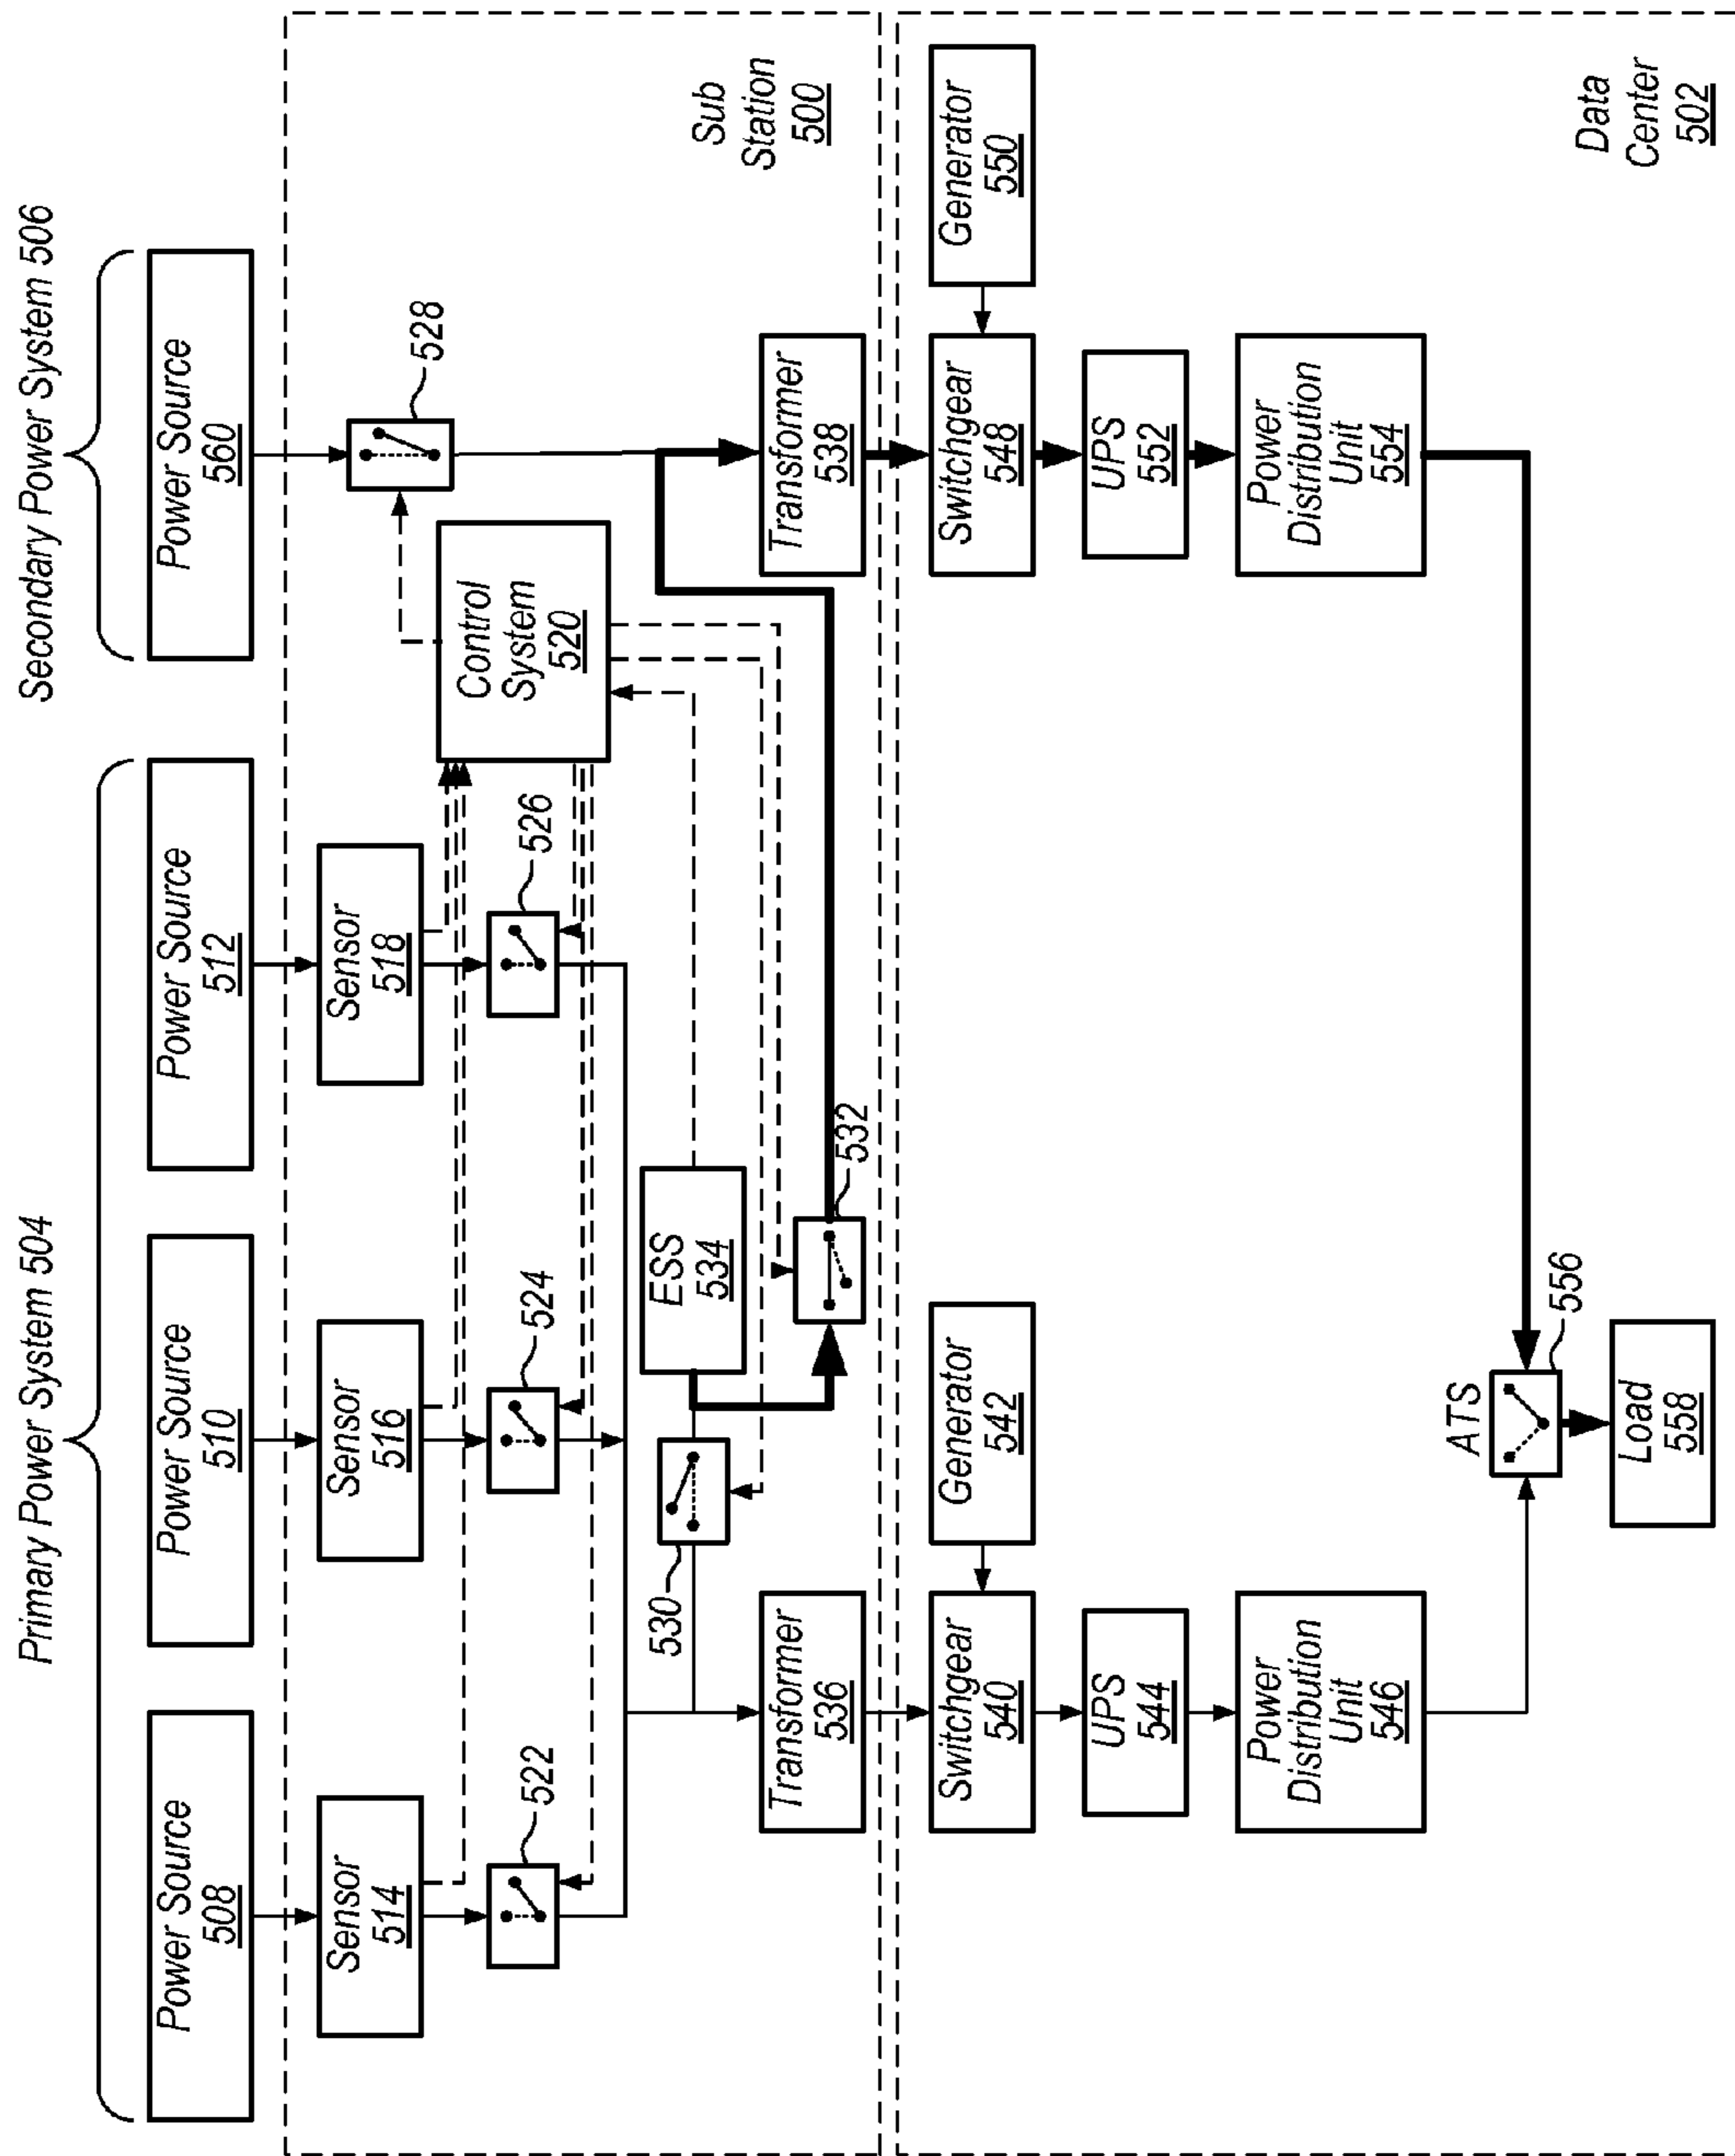 Primary Power System 504
Secondary Power System 506
Power Source
508
Power Source
510
Power Source
512
Power Source
560
Sensor
514
Sensor
516
Sensor
518
522
524
526
528
Control
System
520
530
ESS
534
532
Transformer
536
Transformer
538
Sub
Station
500
Switchgear
540
Generator
542
Switchgear
548
Generator
550
UPS
544
UPS
552
Power
Distribution
Unit
546
Power
Distribution
Unit
554
ATS
556
Load
558
Data
Center
502